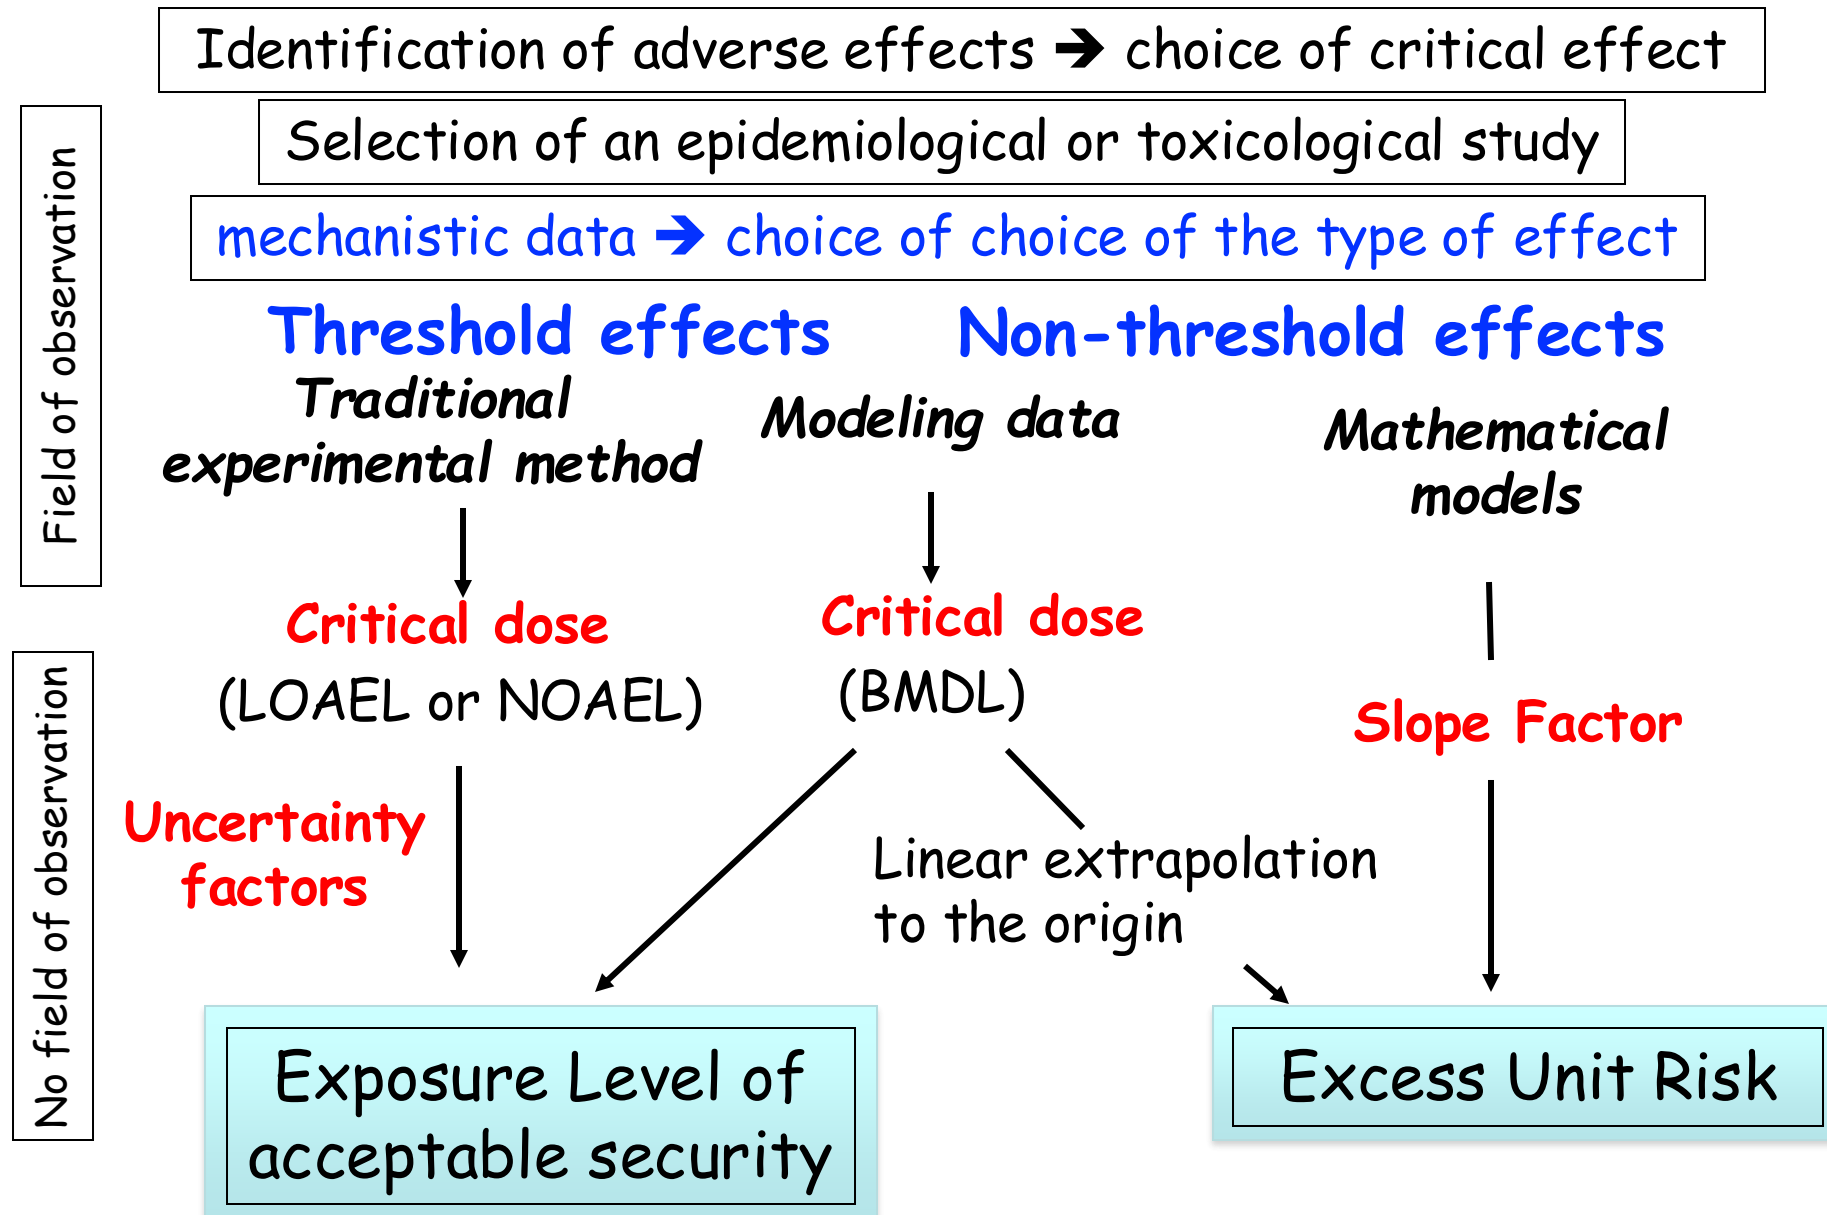 Identification of adverse effects ➔ choice of critical effect
Selection of an epidemiological or toxicological study
mechanistic data ➔ choice of choice of the type of effect
Field of observation
Threshold effects
Non-threshold effects
Traditional
experimental method
Modeling data
Mathematical
models
Critical dose
(LOAEL or NOAEL)
Critical dose
(BMDL)
Slope Factor
No field of observation
Uncertainty
factors
Linear extrapolation
to the origin
Exposure Level of
acceptable security
Excess Unit Risk